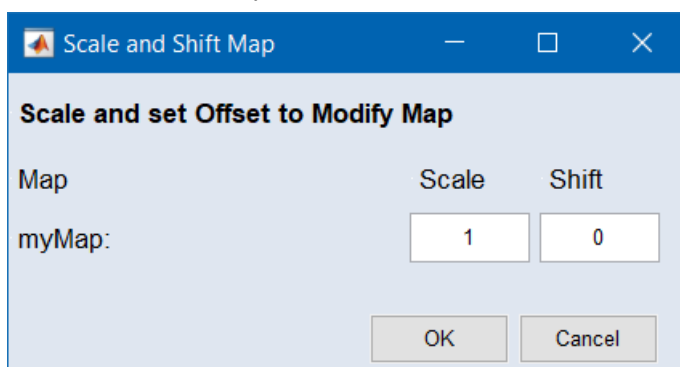 Scale and Shift Map
Scale and set Offset to Modify Map
Map Scale Shift
myMap: 1 0
OK Cancel